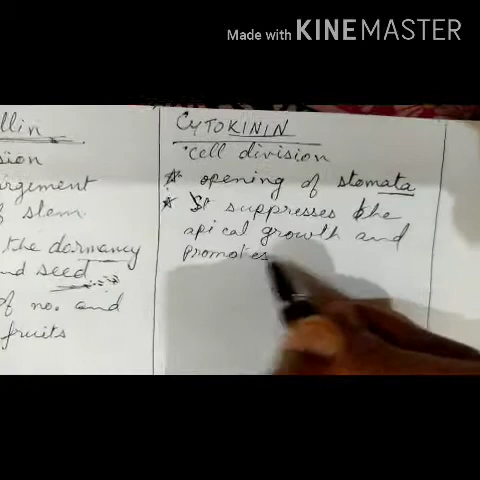 Made with KINEMASTER
llin
sion
argement
f stem.
the dormancy
nd seed
of no. and
fruits
CYTOKININ
*cell division
* opening of stomata
* It suppresses the
apical growth and
promotes